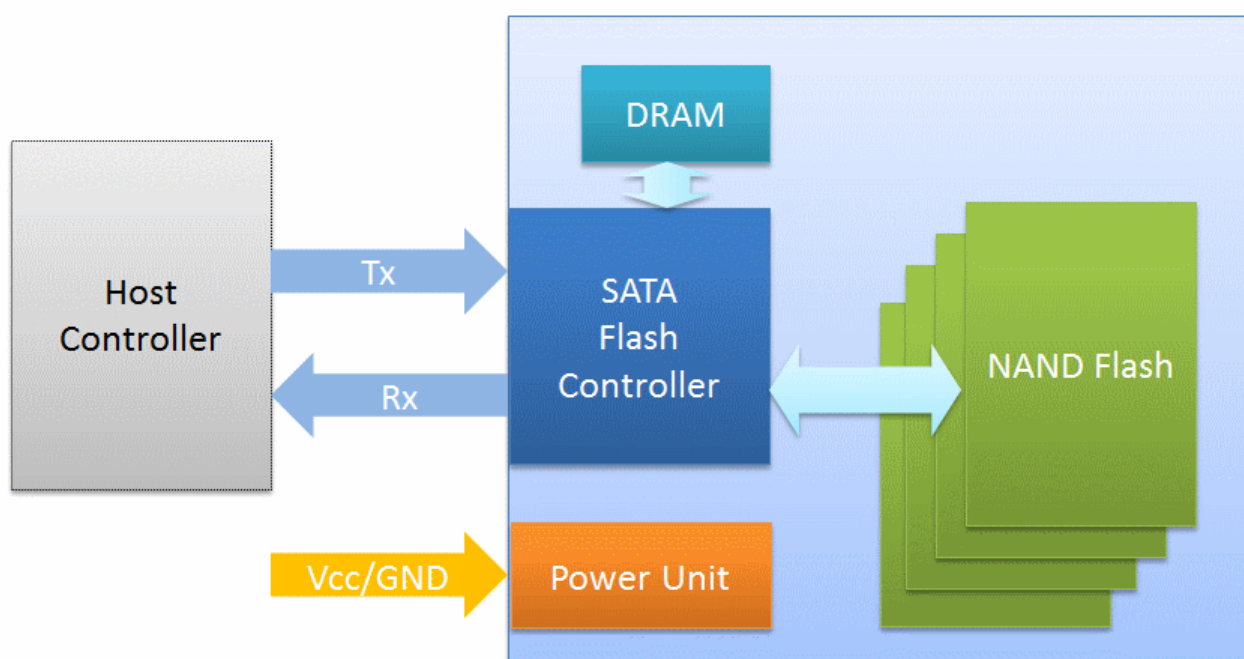 DRAM
Host
Controller
Tx
Rx
SATA
Flash
Controller
NAND Flash
Vcc/GND
Power Unit